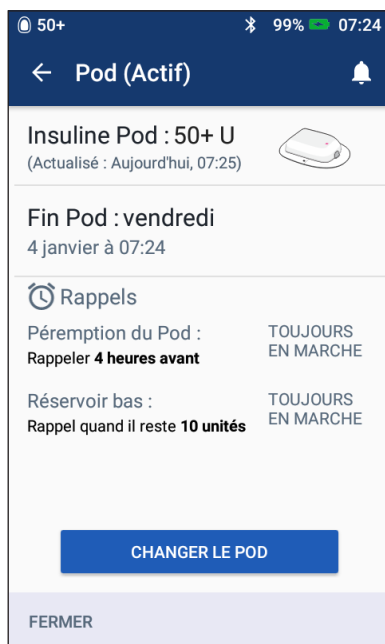 50+ 99% 07:24
Pod (Actif)
Insuline Pod : 50+ U
(Actualisé : Aujourd'hui, 07:25)
Fin Pod : vendredi
4 janvier à 07:24
Rappels
Péremption du Pod : TOUJOURS
Rappeler 4 heures avant EN MARCHE
Réservoir bas : TOUJOURS
Rappel quand il reste 10 unités EN MARCHE
CHANGER LE POD
FERMER